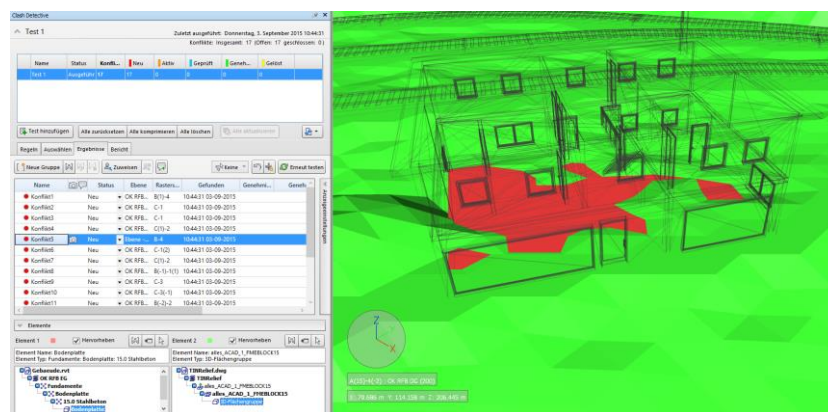 Clash Detective
Test 1
Zuletzt ausgeführt: Donnerstag, 3. September 2015 10:44:31
Konflikte: Insgesamt: 17 (Offen: 17 geschlossen: 0)
Name Status Konfli... Neu Aktiv Geprüft Geneh... Gelöst
Test 1 Ausgeführt 17 17 0 0 0 0
Test hinzufügen Alle zurücksetzen Alle komprimieren Alle löschen Alle aktualisieren
Regeln Auswählen Ergebnisse Bericht
Neue Gruppe Zuweisen Keine Erneut testen
Name Status Ebene Rasters... Gefunden Genehmi... Geneh
Konflikt1 Neu OK RFB... B(1)-4 10:44:31 03-09-2015
Konflikt2 Neu OK RFB... C-1 10:44:31 03-09-2015
Konflikt3 Neu OK RFB... C-1 10:44:31 03-09-2015
Konflikt4 Neu OK RFB... C(1)-2 10:44:31 03-09-2015
Konflikt5 Neu Ebene -... B-4 10:44:31 03-09-2015
Konflikt6 Neu OK RFB... C-1(2) 10:44:31 03-09-2015
Konflikt7 Neu OK RFB... C(1)-2 10:44:31 03-09-2015
Konflikt8 Neu OK RFB... B(-1)-1(1) 10:44:31 03-09-2015
Konflikt9 Neu OK RFB... C-3 10:44:31 03-09-2015
Konflikt10 Neu OK RFB... C-3(-1) 10:44:31 03-09-2015
Konflikt11 Neu OK RFB... B(-2)-2 10:44:31 03-09-2015
Anzeigeeinstellungen
Elemente
Element 1 Hervorheben Element 2 Hervorheben
Element Name: Bodenplatte
Element Typ: Fundamente: Bodenplatte: 15.0 Stahlbeton
Element Name: alles_ACAD_1_FMEBLOCK15
Element Typ: 3D-Flächengruppe
Gebaeude.rvt
OK RFB EG
Fundamente
Bodenplatte
15.0 Stahlbeton
Bodenplatte
TINRelief.dwg
TINRelief
alles_ACAD_1_FMEBLOCK15
alles_ACAD_1_FMEBLOCK15
3D-Flächengruppe
Z
X